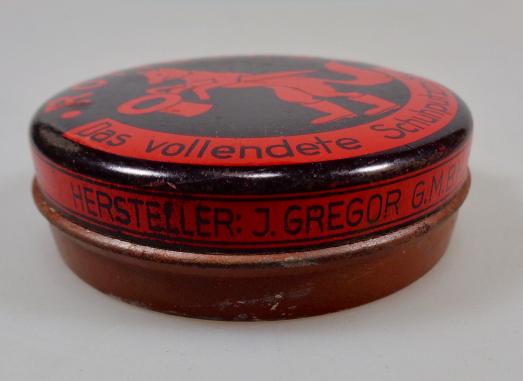 Das vollendete
HERSTELLER: J. GREGOR G.M.